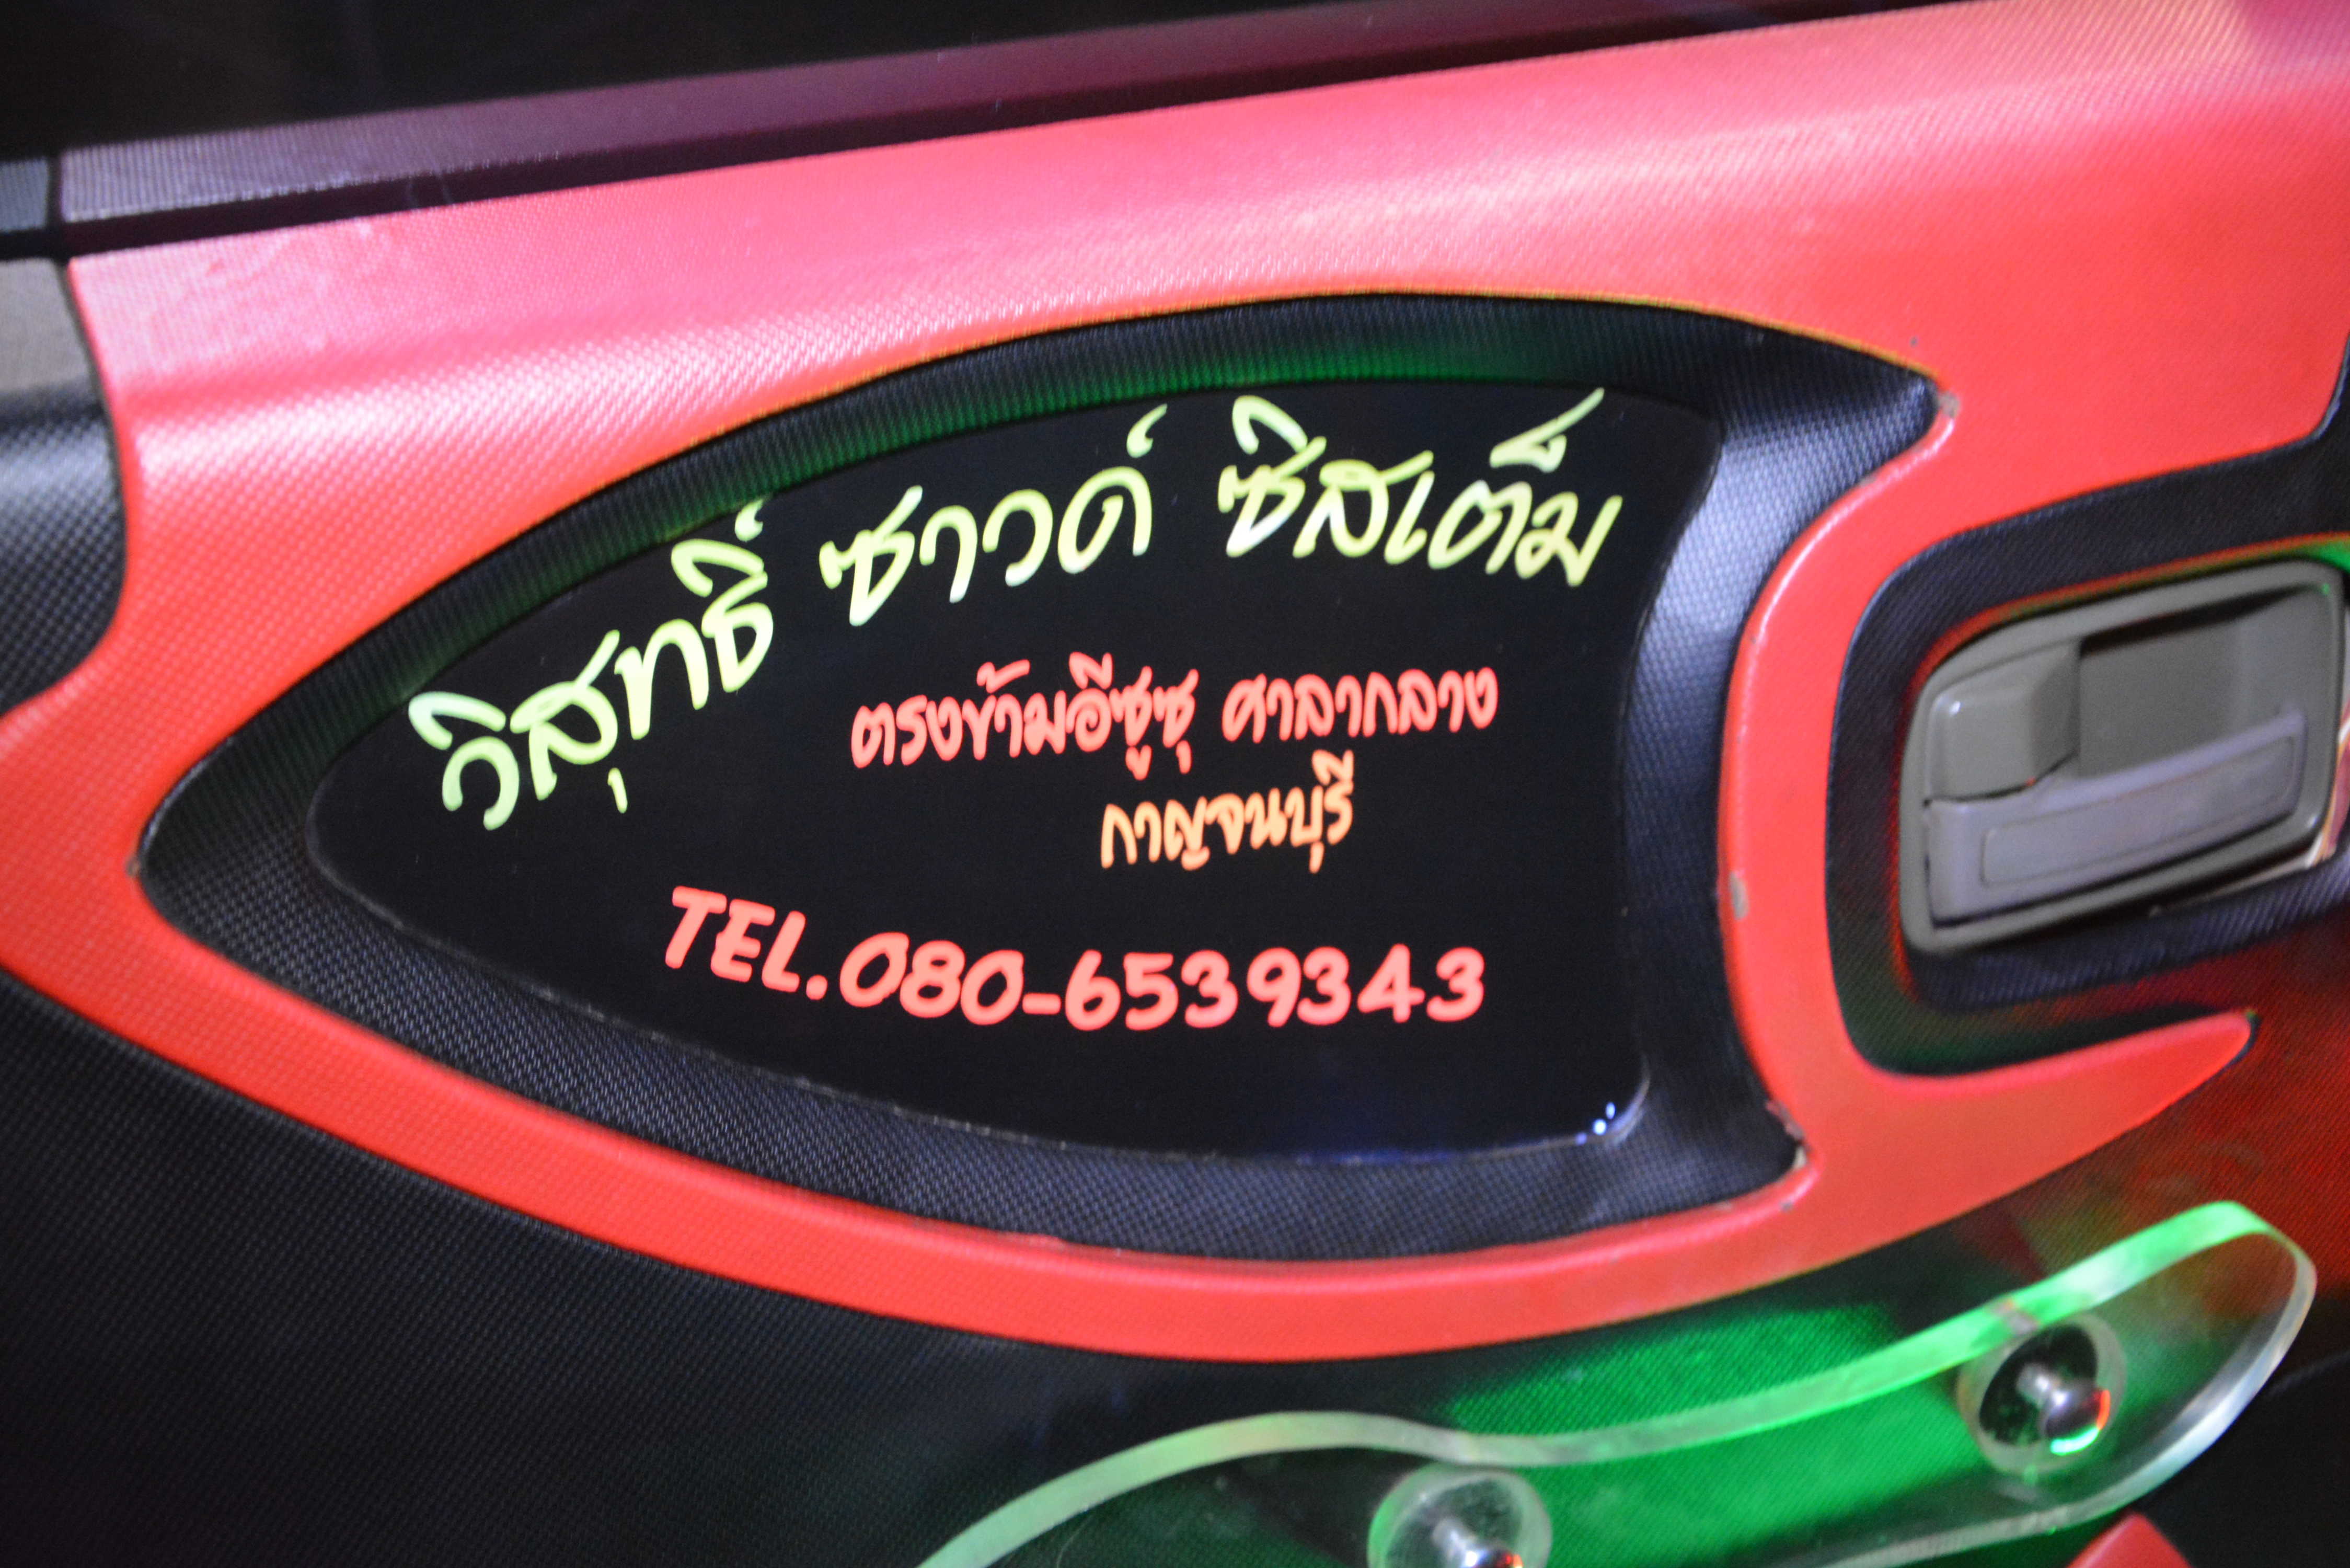 วิสุทธิ์ ซาวด์ ซิสเต็ม
ตรงข้ามอีซูซุ ศาลากลาง
กาญจนบุรี
TEL.080-6539343